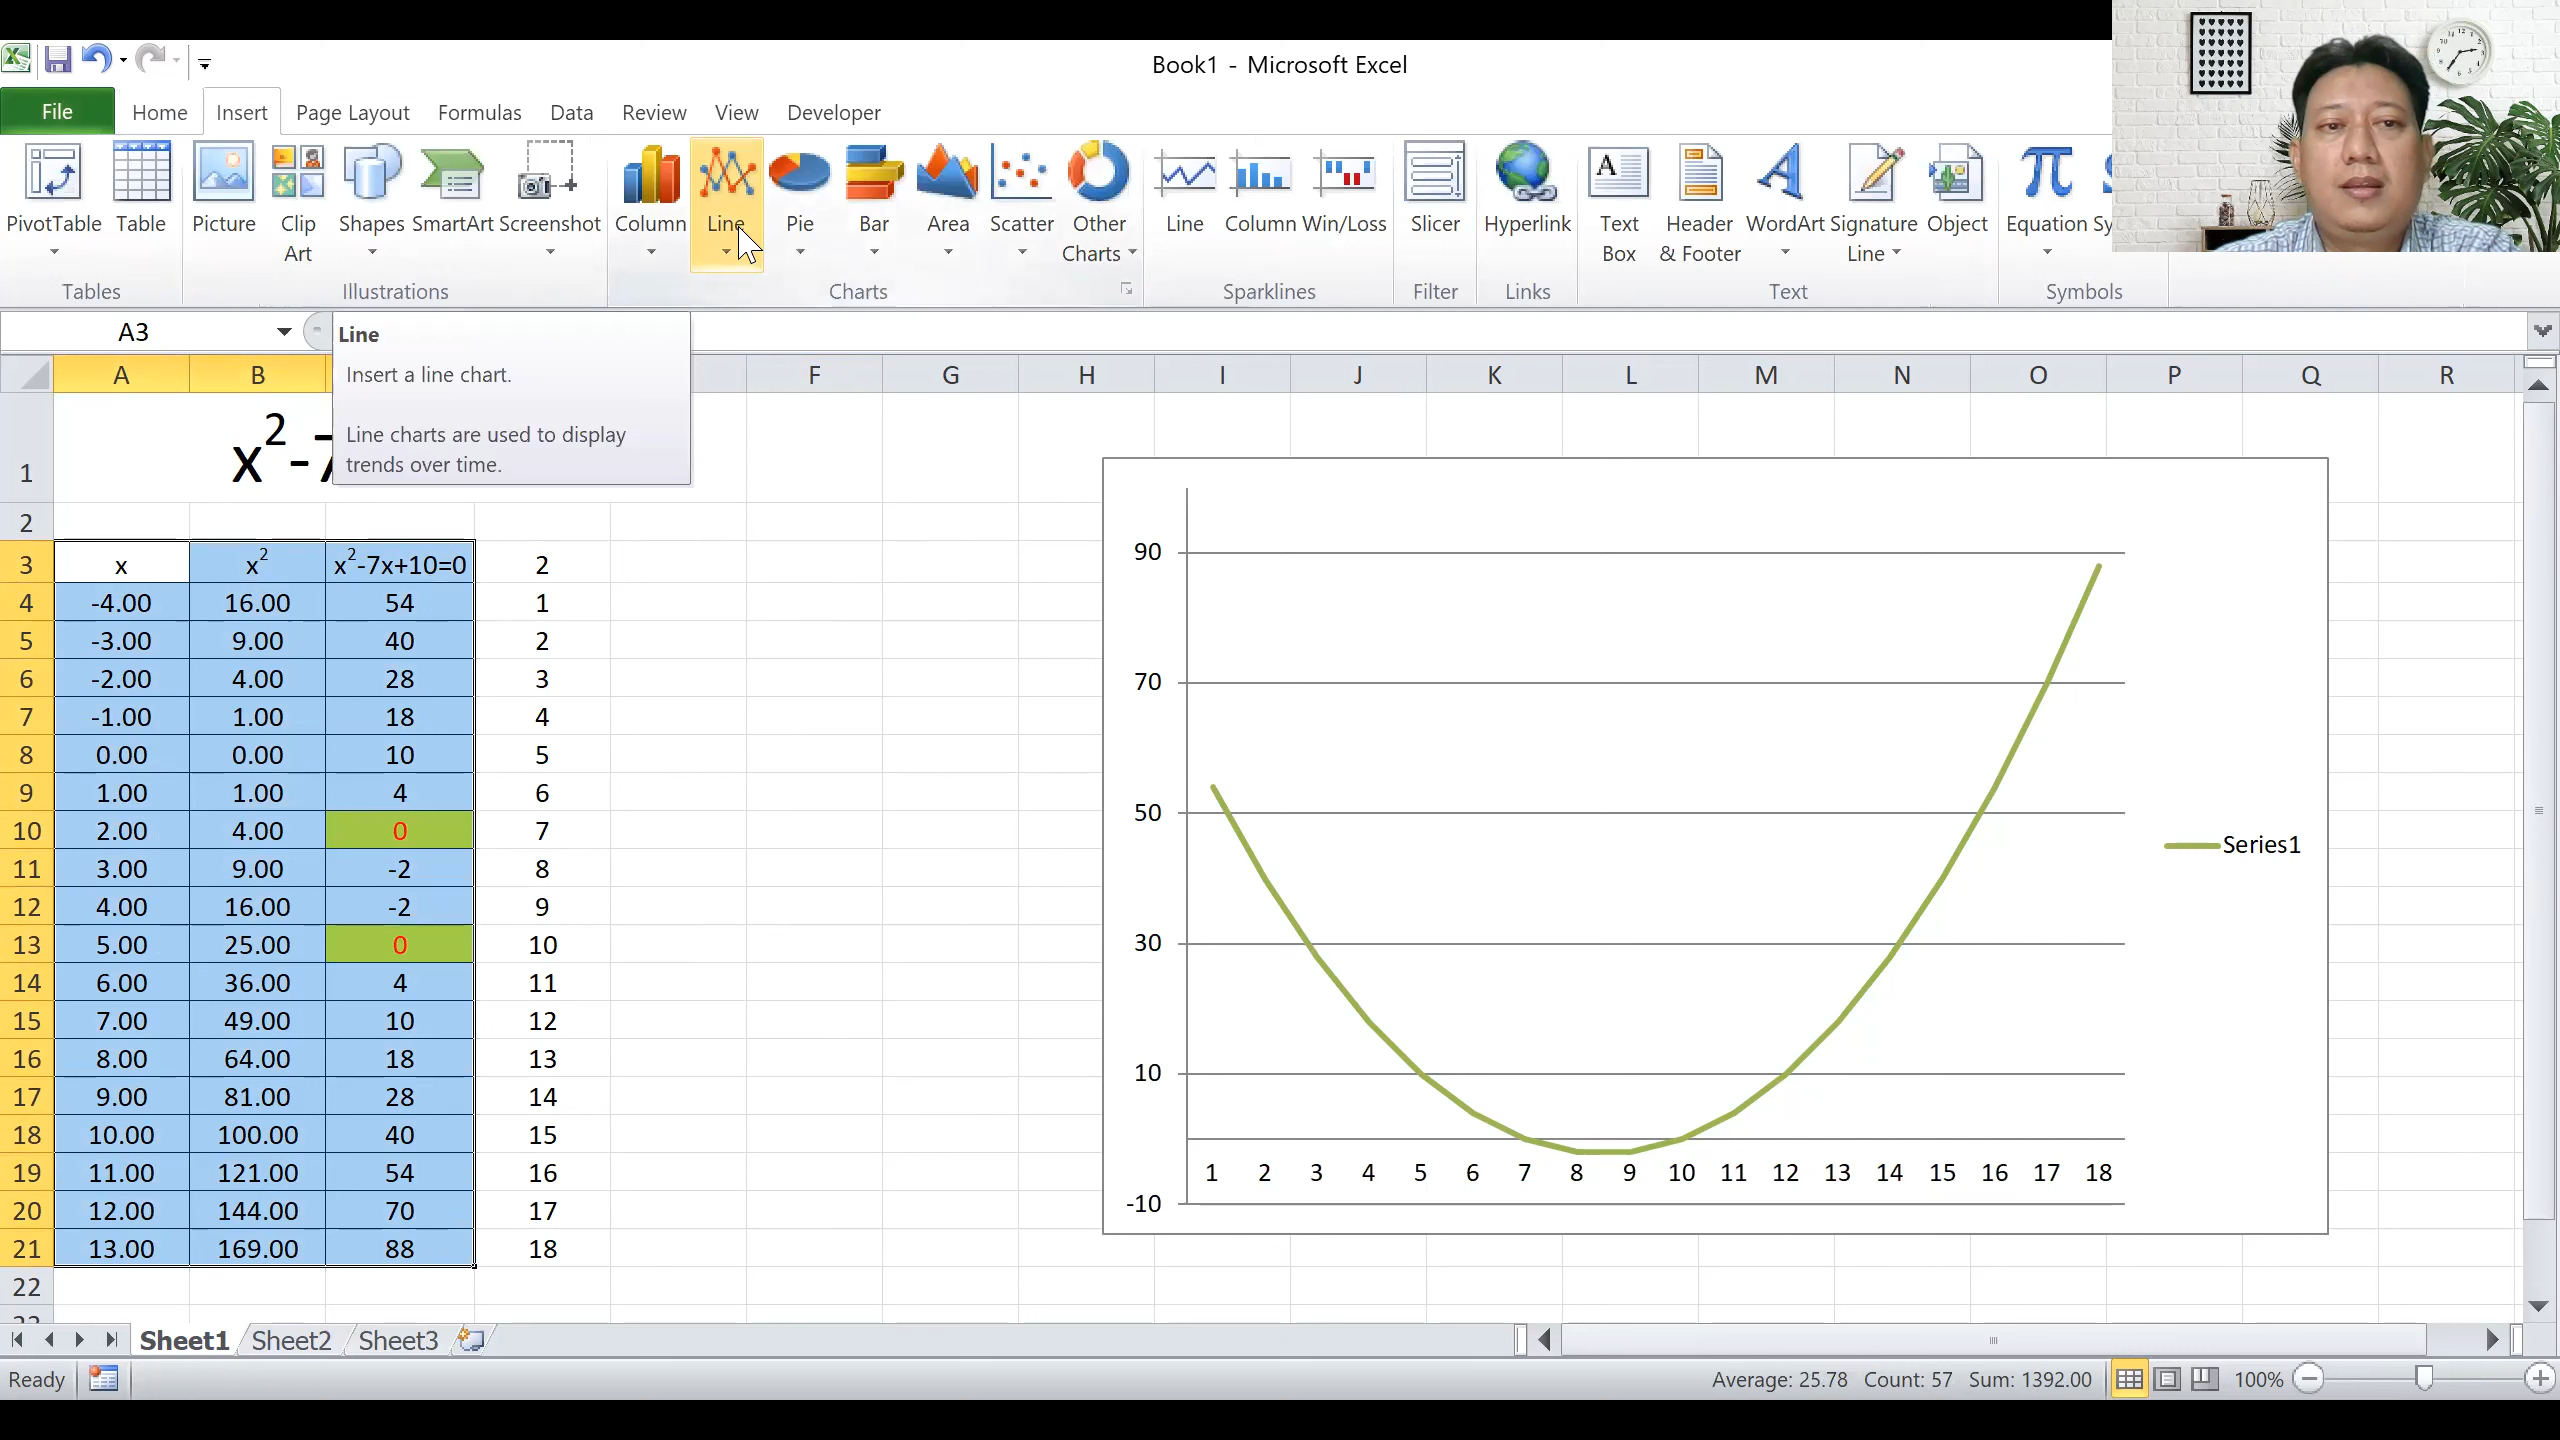 Book1 - Microsoft Excel
File Home Insert Page Layout Formulas Data Review View Developer
PivotTable Table Picture Clip Art Shapes SmartArt Screenshot Column Line Pie Bar Area Scatter Other Charts Line Column Win/Loss Slicer Hyperlink Text Box Header & Footer WordArt Signature Line Object Equation Sy
Tables Illustrations Charts Sparklines Filter Links Text Symbols
A3
Line
Insert a line chart.
Line charts are used to display
trends over time.
A B F G H I J K L M N O P Q R
1 x²-7
2
3 x x² x²-7x+10=0 2
4 -4.00 16.00 54 1
5 -3.00 9.00 40 2
6 -2.00 4.00 28 3
7 -1.00 1.00 18 4
8 0.00 0.00 10 5
9 1.00 1.00 4 6
10 2.00 4.00 0 7
11 3.00 9.00 -2 8
12 4.00 16.00 -2 9
13 5.00 25.00 0 10
14 6.00 36.00 4 11
15 7.00 49.00 10 12
16 8.00 64.00 18 13
17 9.00 81.00 28 14
18 10.00 100.00 40 15
19 11.00 121.00 54 16
20 12.00 144.00 70 17
21 13.00 169.00 88 18
22
90
70
50
30
10
-10
1 2 3 4 5 6 7 8 9 10 11 12 13 14 15 16 17 18
Series1
Sheet1 Sheet2 Sheet3
Ready Average: 25.78 Count: 57 Sum: 1392.00 100%